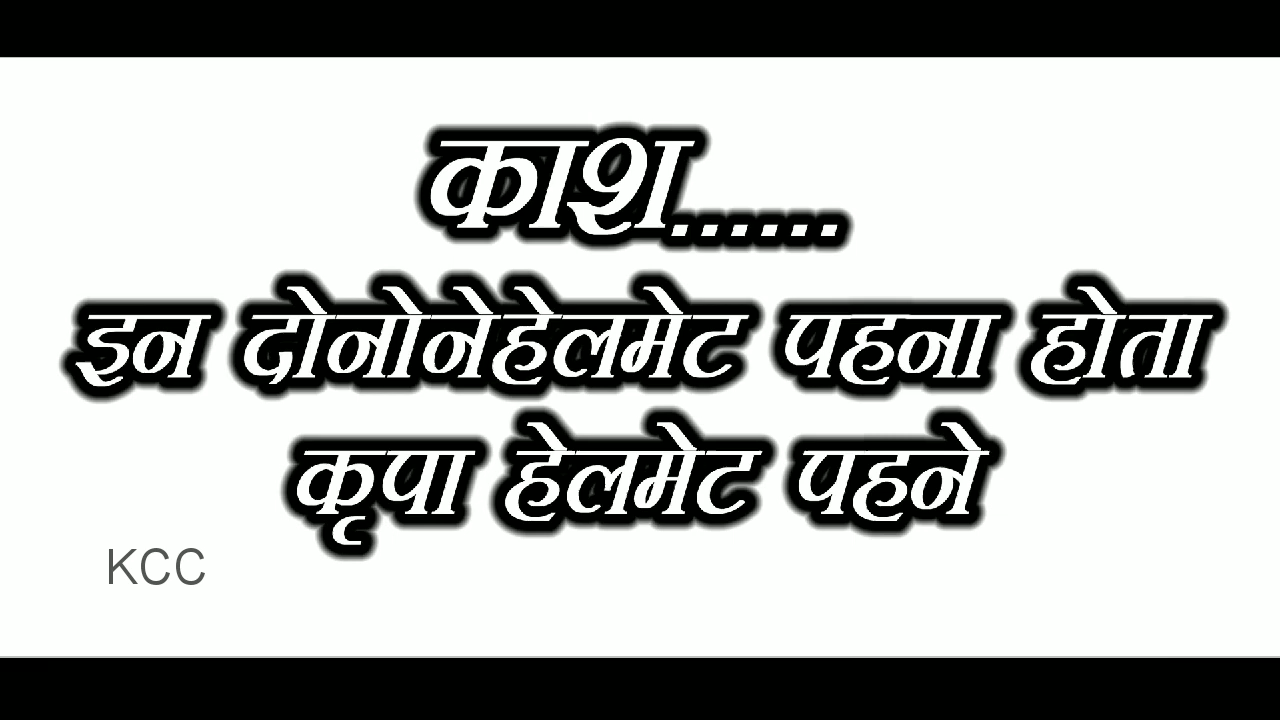 काश......
इन दोनोनेहेलमेट पहना होता
कृपा हेलमेट पहने
KCC